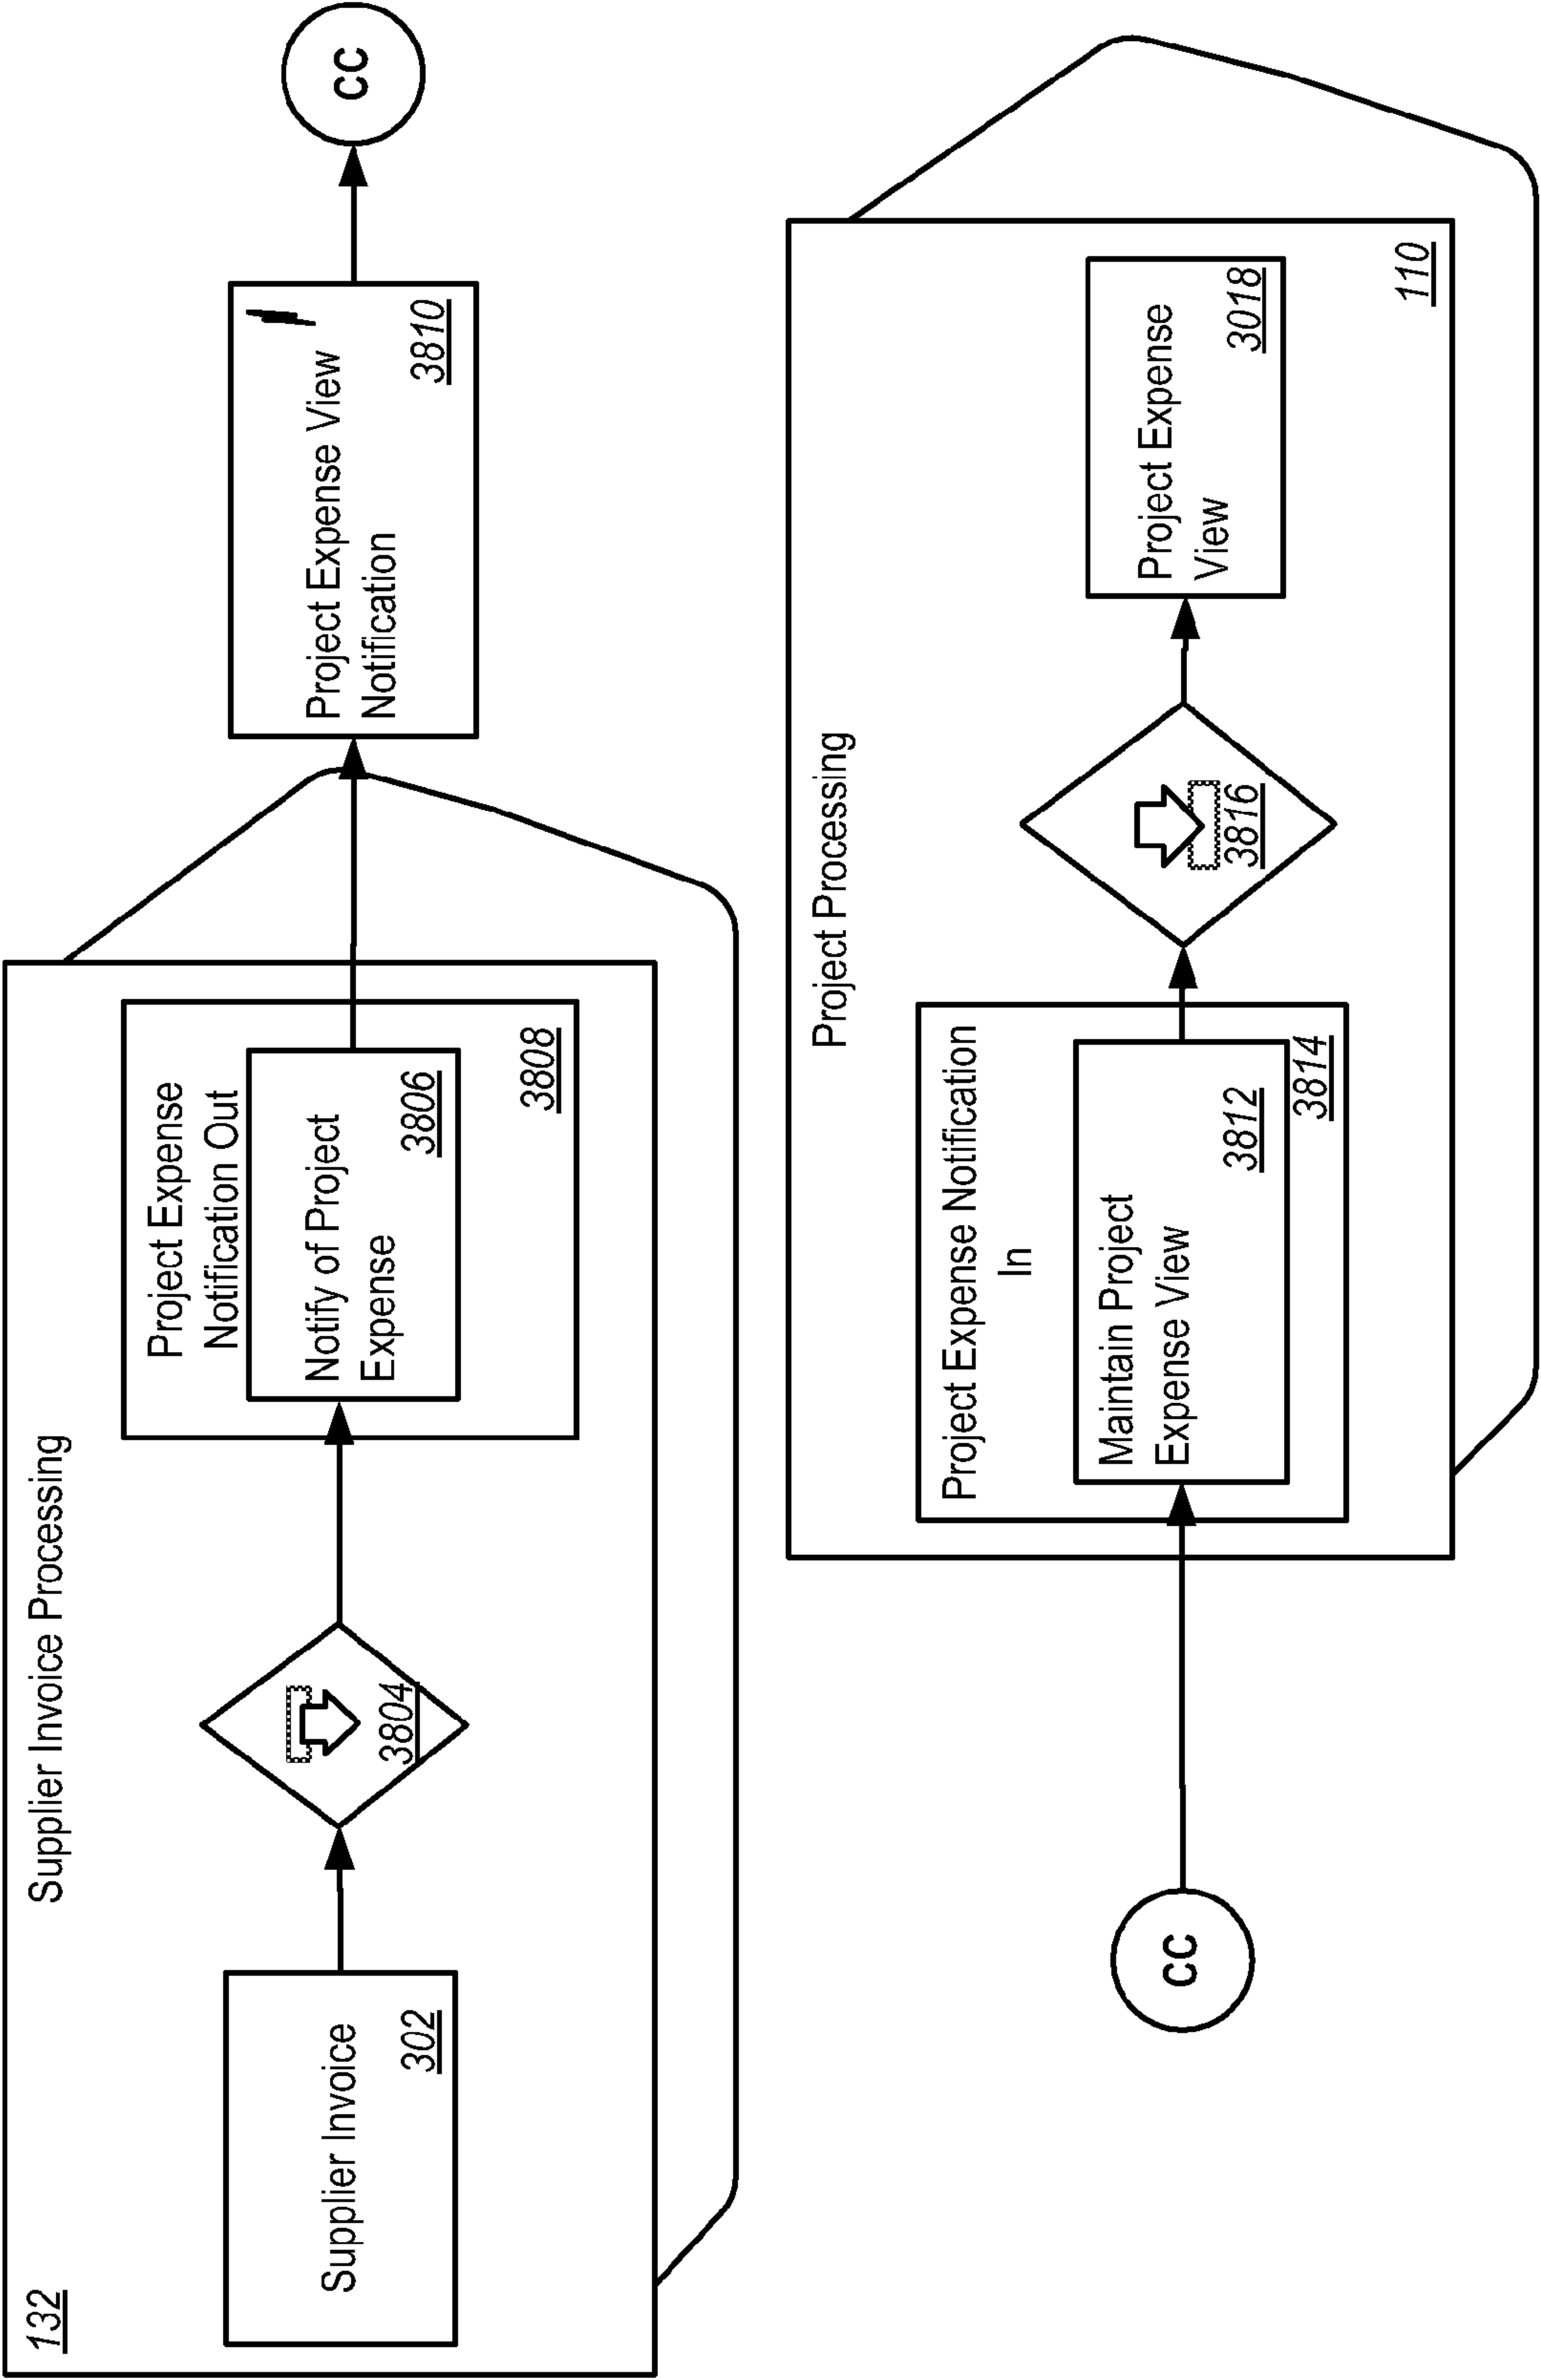 132
Supplier Invoice Processing
Supplier Invoice
302
3804
Project Expense
Notification Out
Notify of Project
Expense
3806
3808
Project Expense View
Notification
3810
CC
CC
Project Processing
Project Expense Notification
In
Maintain Project
Expense View
3812
3814
3816
Project Expense
View
3018
110